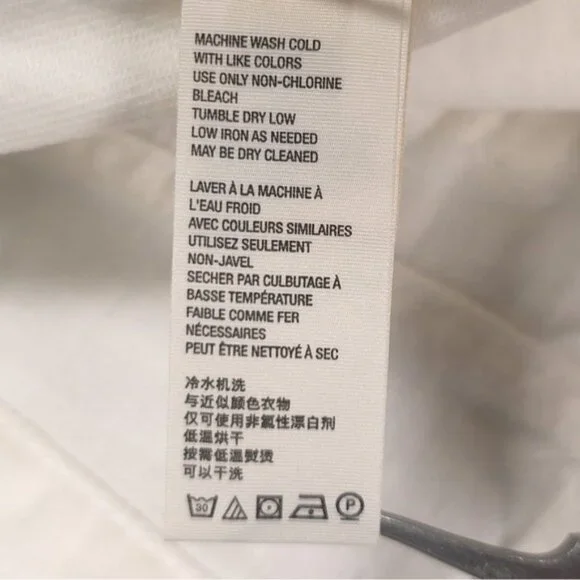 MACHINE WASH COLD
WITH LIKE COLORS
USE ONLY NON-CHLORINE
BLEACH
TUMBLE DRY LOW
LOW IRON AS NEEDED
MAY BE DRY CLEANED
LAVER À LA MACHINE À
L'EAU FROID
AVEC COULEURS SIMILAIRES
UTILISEZ SEULEMENT
NON-JAVEL
SECHER PAR CULBUTAGE À
BASSE TEMPÉRATURE
FAIBLE COMME FER
NÉCESSAIRES
PEUT ÊTRE NETTOYÉ À SEC
冷水机洗
与近似颜色衣物
仅可使用非氯性漂白剂
低温烘干
按需低温熨烫
可以干洗
30 P